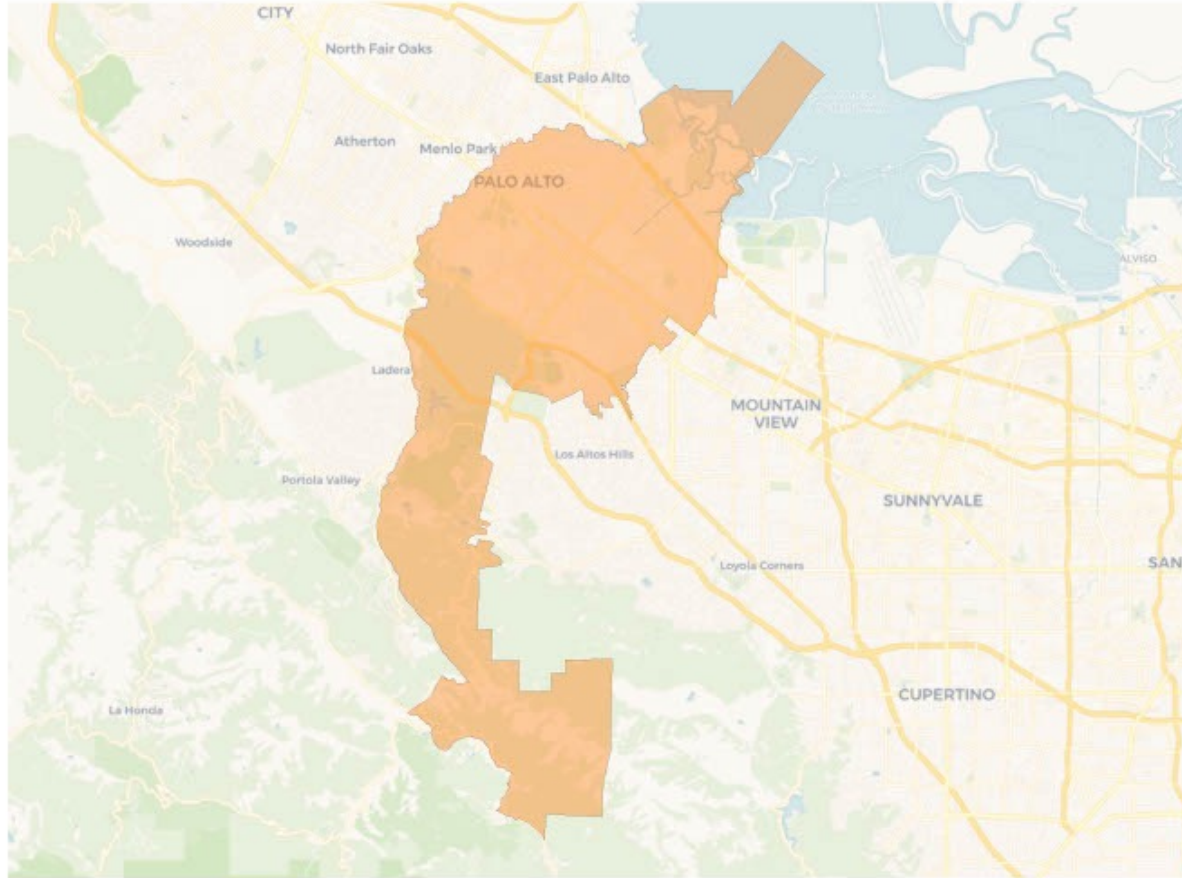 CITY
North Fair Oaks
East Palo Alto
Atherton
Menlo Park
PALO ALTO
Woodside
ALVISO
Ladera
MOUNTAIN
VIEW
Los Altos Hills
Portola Valley
SUNNYVALE
Loyola Corners
SAN
CUPERTINO
La Honda